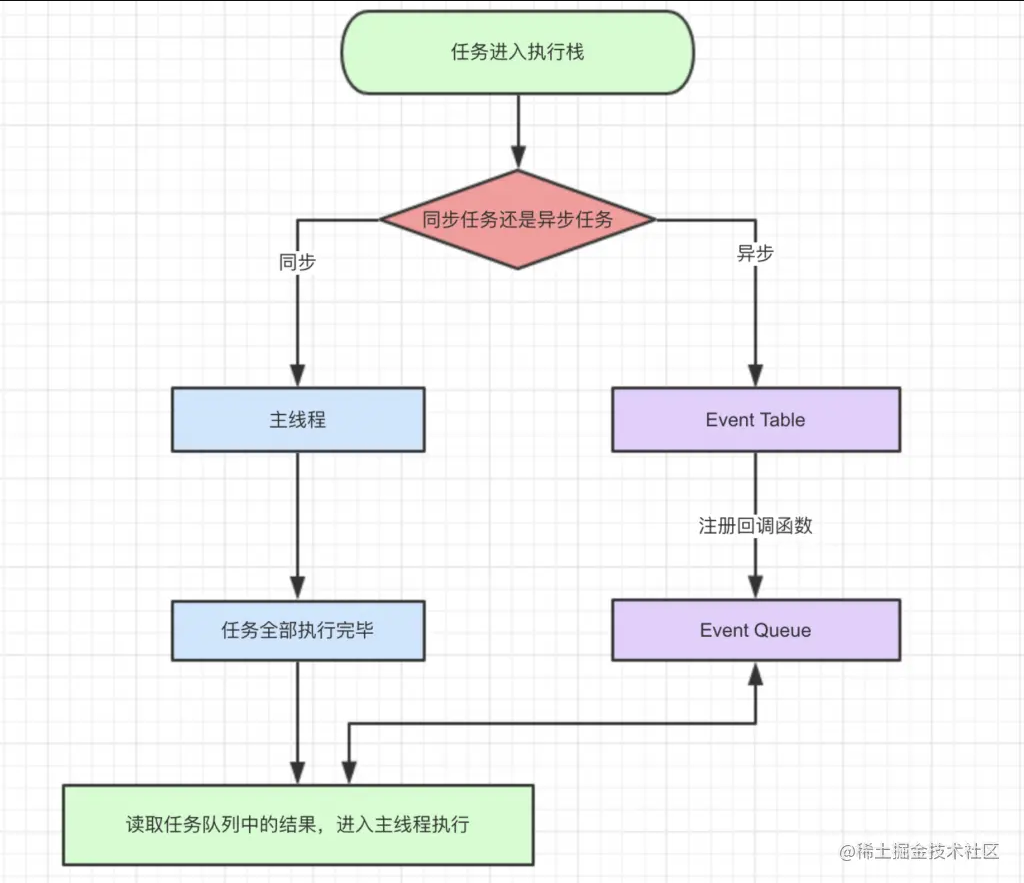 任务进入执行栈
同步任务还是异步任务
同步
异步
主线程
Event Table
注册回调函数
任务全部执行完毕
Event Queue
读取任务队列中的结果，进入主线程执行
@稀土掘金技术社区